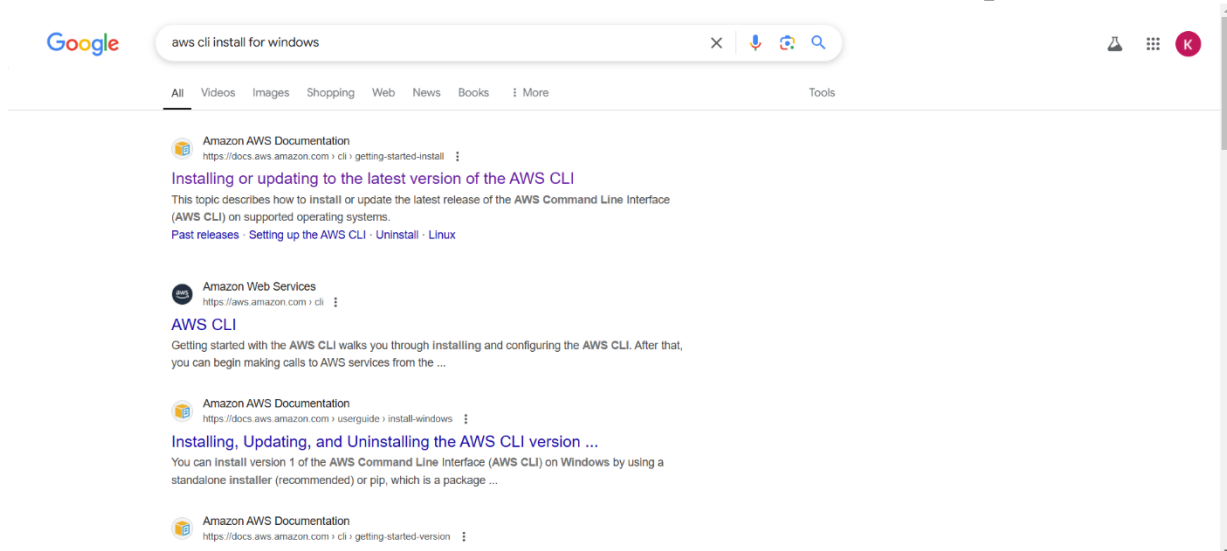 Google
aws cli install for windows
K
All Videos Images Shopping Web News Books More Tools
Amazon AWS Documentation
https://docs.aws.amazon.com › cli › getting-started-install
Installing or updating to the latest version of the AWS CLI
This topic describes how to install or update the latest release of the AWS Command Line Interface
(AWS CLI) on supported operating systems.
Past releases · Setting up the AWS CLI · Uninstall · Linux
aws
Amazon Web Services
https://aws.amazon.com › cli
AWS CLI
Getting started with the AWS CLI walks you through installing and configuring the AWS CLI. After that,
you can begin making calls to AWS services from the ...
Amazon AWS Documentation
https://docs.aws.amazon.com › userguide › install-windows
Installing, Updating, and Uninstalling the AWS CLI version ...
You can install version 1 of the AWS Command Line Interface (AWS CLI) on Windows by using a
standalone installer (recommended) or pip, which is a package ...
Amazon AWS Documentation
https://docs.aws.amazon.com › cli › getting-started-version